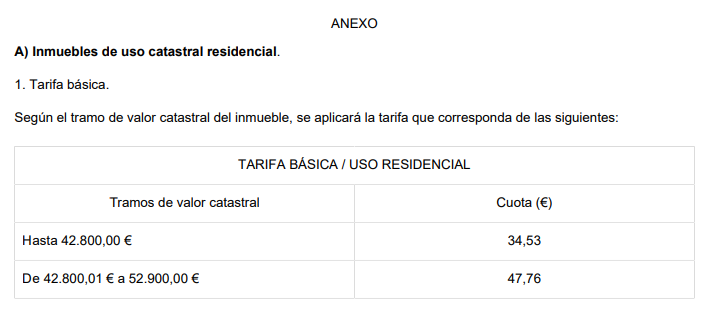 ANEXO
A) Inmuebles de uso catastral residencial.
1. Tarifa básica.
Según el tramo de valor catastral del inmueble, se aplicará la tarifa que corresponda de las siguientes:
TARIFA BÁSICA / USO RESIDENCIAL
Tramos de valor catastral Cuota (€)
Hasta 42.800,00 € 34,53
De 42.800,01 € a 52.900,00 € 47,76